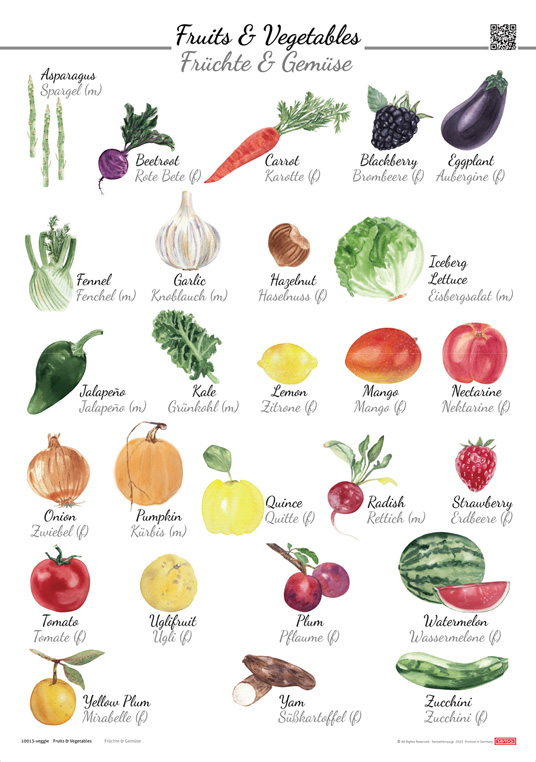 Fruits & Vegetables
Früchte & Gemüse
Asparagus
Spargel (m)
Beetroot
Rote Bete (f)
Carrot
Karotte (f)
Blackberry
Brombeere (f)
Eggplant
Aubergine (f)
Fennel
Fenchel (m)
Garlic
Knoblauch (m)
Hazelnut
Haselnuss (f)
Iceberg
Lettuce
Eisbergsalat (m)
Jalapeño
Jalapeño (m)
Kale
Grünkohl (m)
Lemon
Zitrone (f)
Mango
Mango (f)
Nectarine
Nektarine (f)
Onion
Zwiebel (f)
Pumpkin
Kürbis (m)
Quince
Quitte (f)
Radish
Rettich (m)
Strawberry
Erdbeere (f)
Tomato
Tomate (f)
Uglifruit
Ugli (f)
Plum
Pflaume (f)
Watermelon
Wassermelone (f)
Yellow Plum
Mirabelle (f)
Yam
Süßkartoffel (f)
Zucchini
Zucchini (f)
L0013-veggie Fruits & Vegetables Früchte & Gemüse